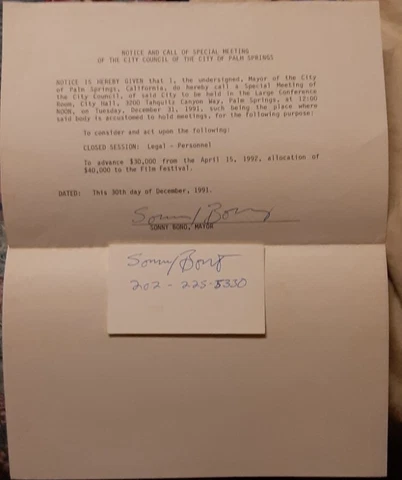 NOTICE AND CALL OF SPECIAL MEETING
OF THE CITY COUNCIL OF THE CITY OF PALM SPRINGS
NOTICE IS HEREBY GIVEN that I, the undersigned, Mayor of the City
of Palm Springs, California, do hereby call a Special Meeting of
the City Council, of said City to be held in the Large Conference
Room, City Hall, 3200 Tahquitz Canyon Way, Palm Springs, at 12:00
NOON, on Tuesday, December 31, 1991, such being the place where
said body is accustomed to hold meetings, for the following purpose:
To consider and act upon the following:
CLOSED SESSION: Legal - Personnel
To advance $30,000 from the April 15, 1992, allocation of
$40,000 to the Film Festival.
DATED: This 30th day of December, 1991.
Sonny Bono
SONNY BONO, MAYOR
Sonny Bono
202-225-5330